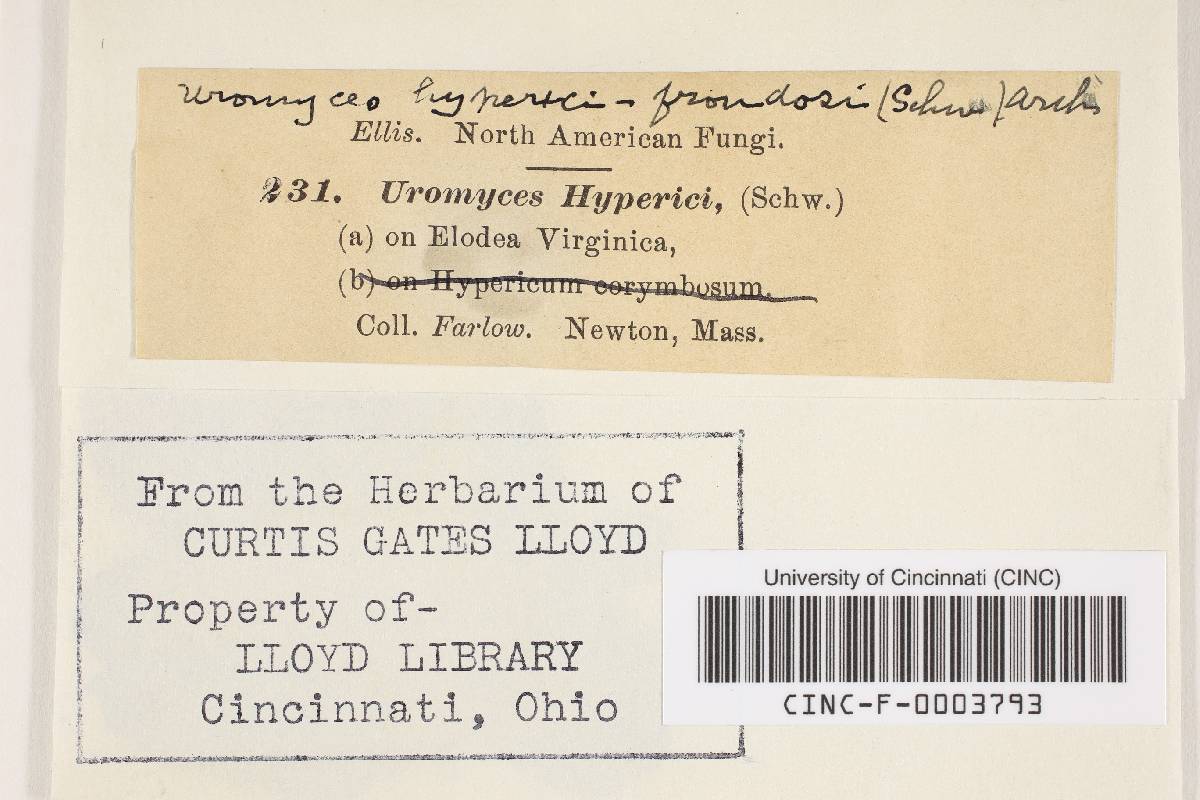 Uromyces hyperici-frondosi (Schw) Arth
Ellis. North American Fungi.
231. Uromyces Hyperici, (Schw.)
(a) on Elodea Virginica,
(b) on Hypericum corymbosum.
Coll. Farlow. Newton, Mass.
From the Herbarium of
CURTIS GATES LLOYD
Property of-
LLOYD LIBRARY
Cincinnati, Ohio
University of Cincinnati (CINC)
CINC-F-0003793